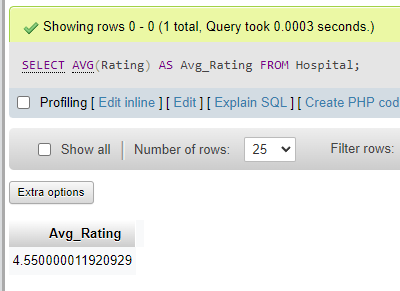 Showing rows 0 - 0 (1 total, Query took 0.0003 seconds.)
SELECT AVG(Rating) AS Avg_Rating FROM Hospital;
Profiling [ Edit inline ] [ Edit ] [ Explain SQL ] [ Create PHP cod
Show all Number of rows: 25 Filter rows:
Extra options
Avg_Rating
4.550000011920929